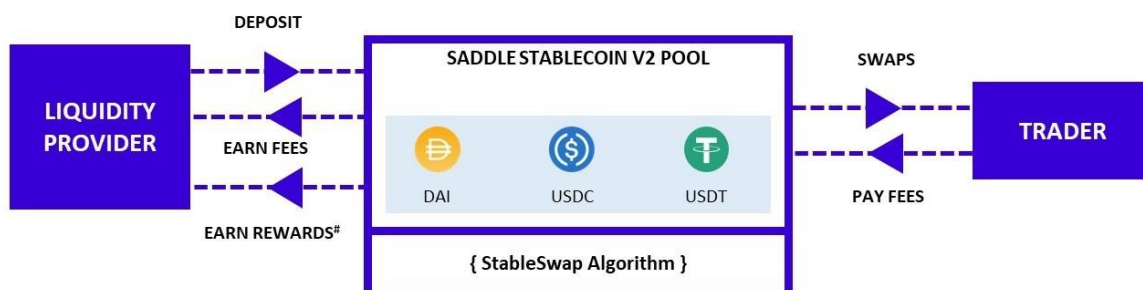 DEPOSIT
LIQUIDITY
PROVIDER
EARN FEES
EARN REWARDS#
SADDLE STABLECOIN V2 POOL
DAI
USDC
USDT
{ StableSwap Algorithm }
SWAPS
PAY FEES
TRADER